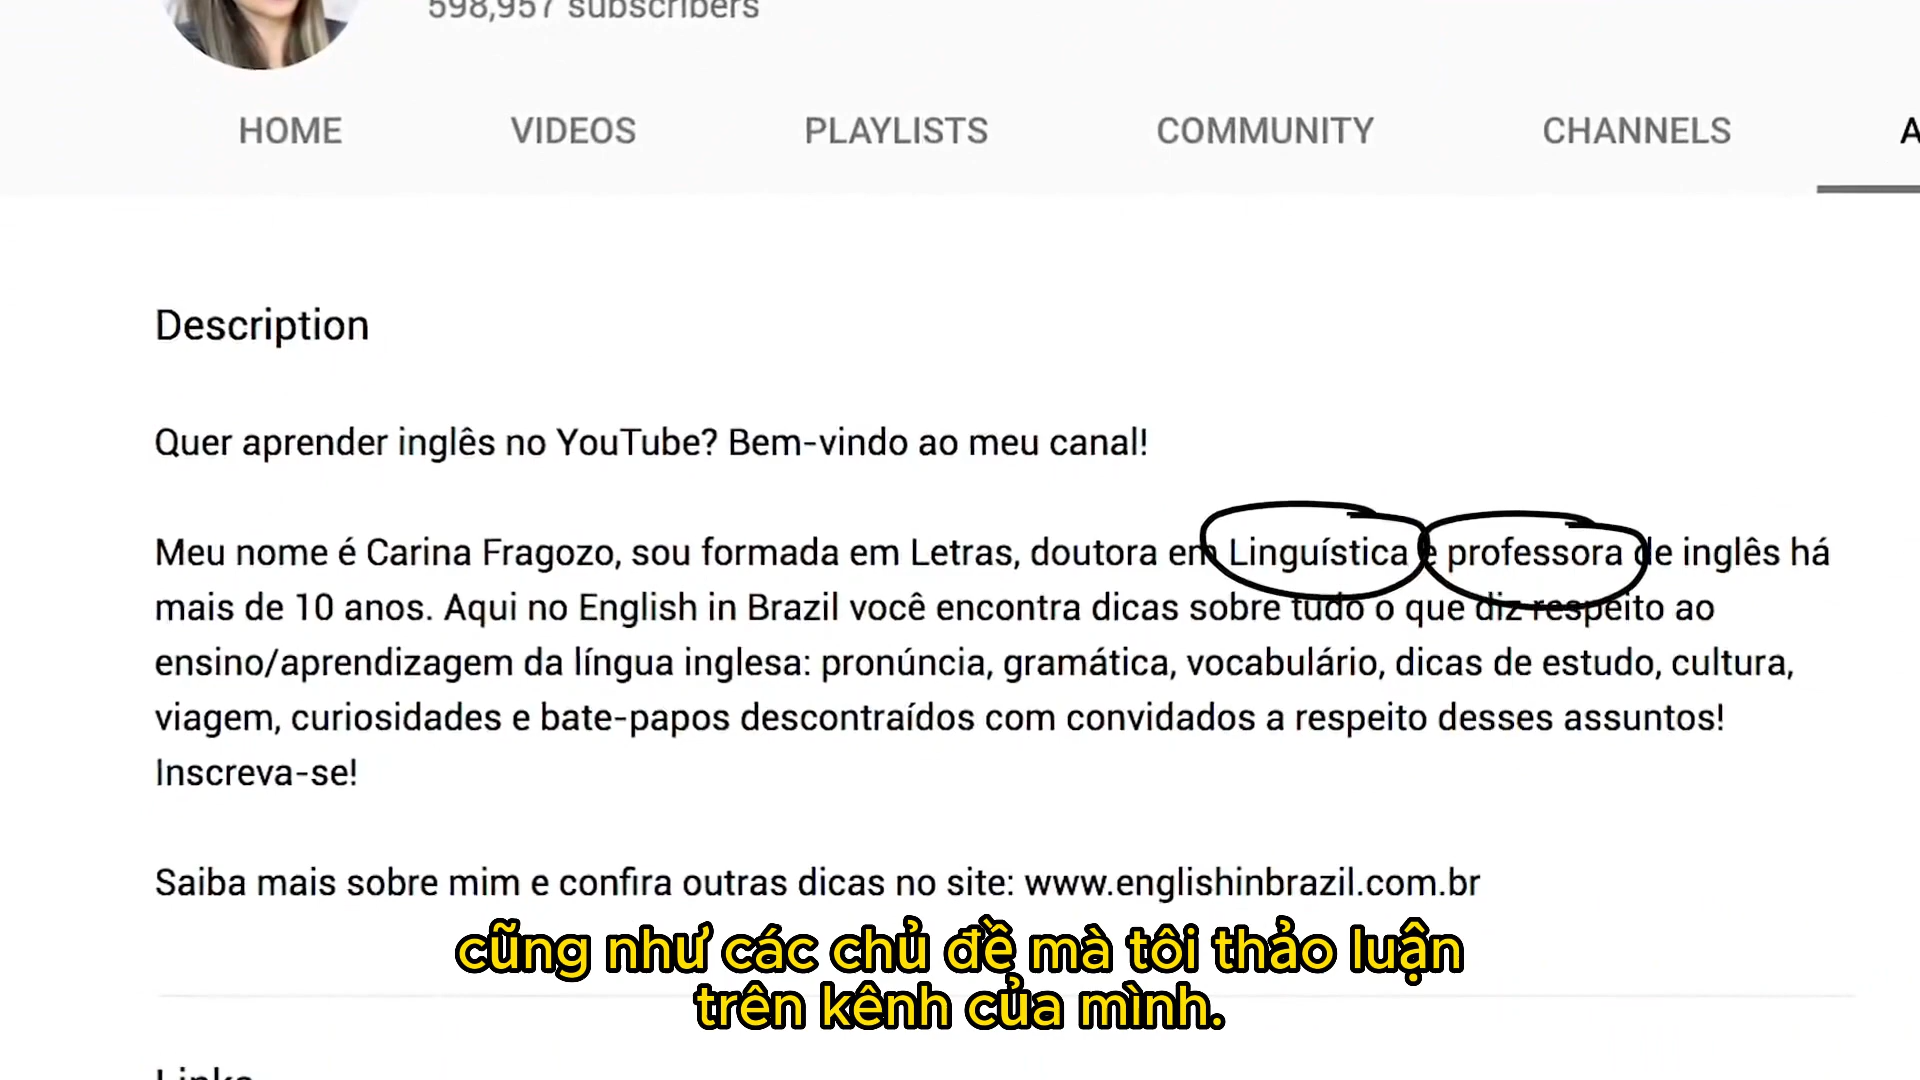 598,957 subscribers
HOME VIDEOS PLAYLISTS COMMUNITY CHANNELS
Description
Quer aprender inglês no YouTube? Bem-vindo ao meu canal!
Meu nome é Carina Fragozo, sou formada em Letras, doutora em Linguística e professora de inglês há
mais de 10 anos. Aqui no English in Brazil você encontra dicas sobre tudo o que diz respeito ao
ensino/aprendizagem da língua inglesa: pronúncia, gramática, vocabulário, dicas de estudo, cultura,
viagem, curiosidades e bate-papos descontraídos com convidados a respeito desses assuntos!
Inscreva-se!
Saiba mais sobre mim e confira outras dicas no site: www.englishinbrazil.com.br
cũng như các chủ đề mà tôi thảo luận
trên kênh của mình.
Links